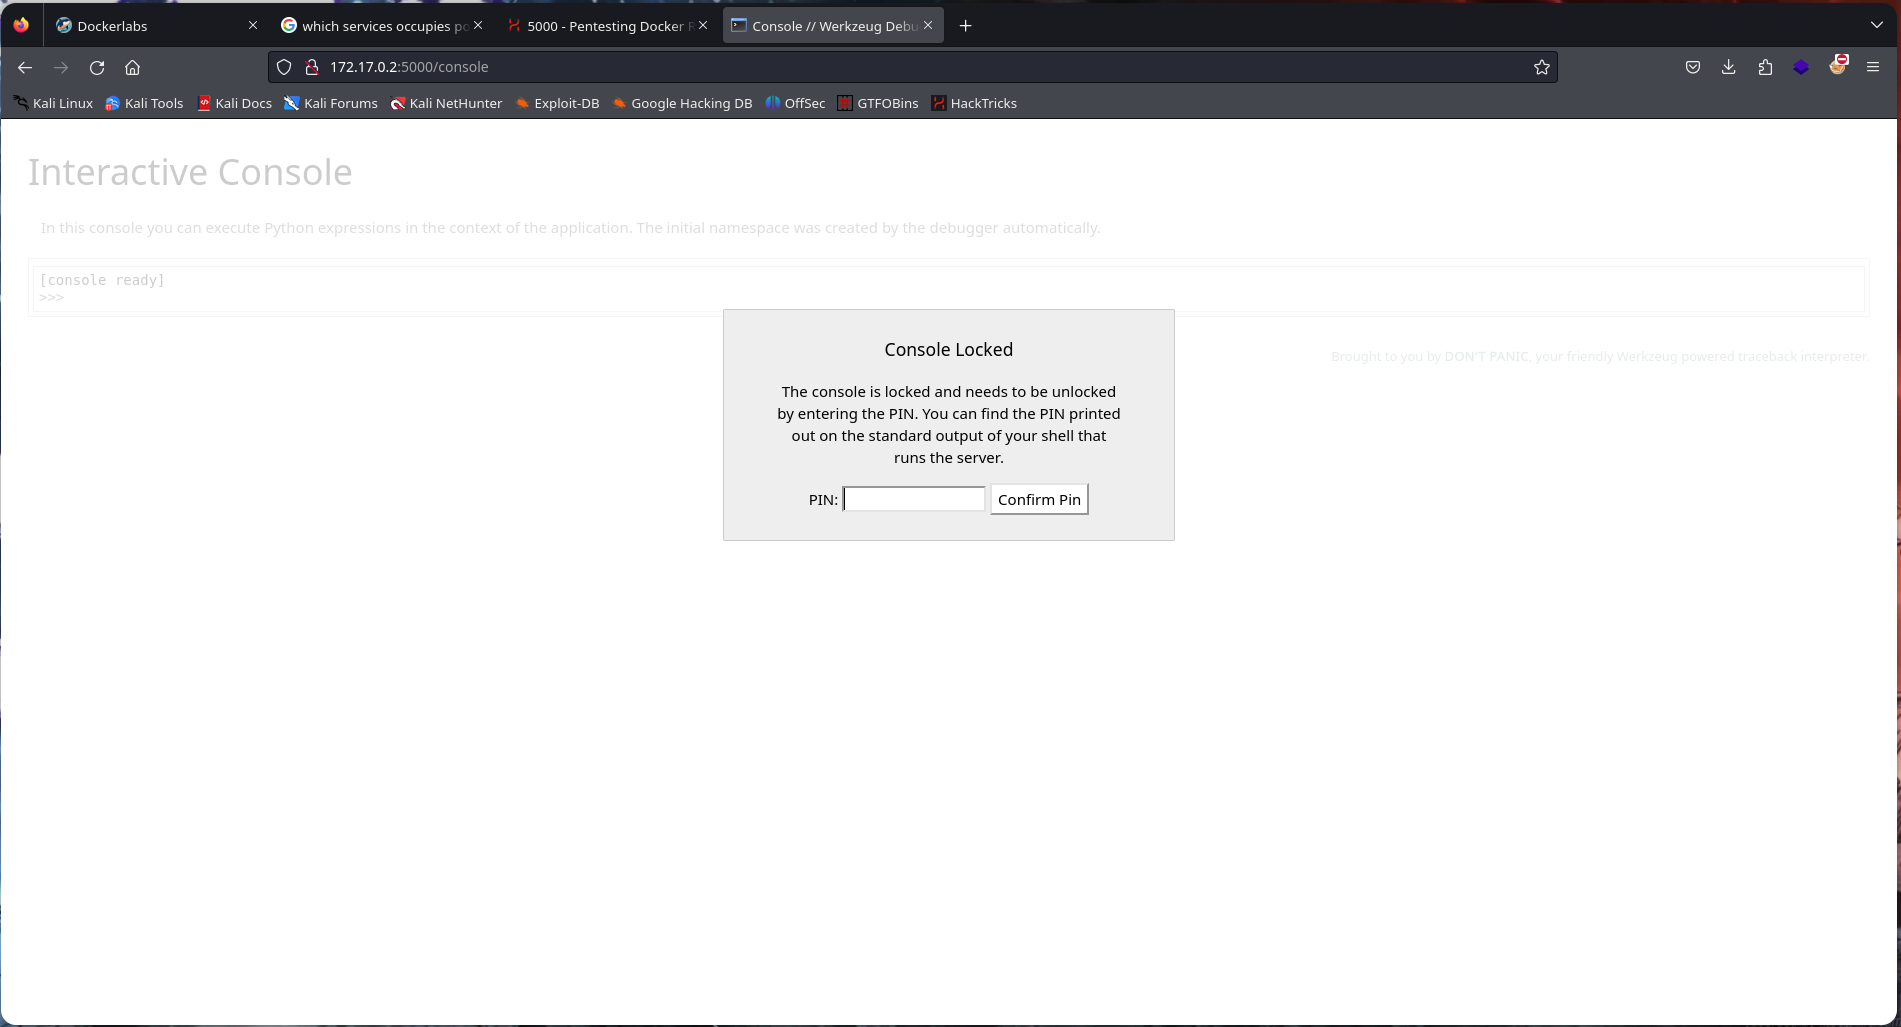 Dockerlabs
which services occupies po
5000 - Pentesting Docker R
Console // Werkzeug Debu
172.17.0.2:5000/console
Kali Linux
Kali Tools
Kali Docs
Kali Forums
Kali NetHunter
Exploit-DB
Google Hacking DB
OffSec
GTFOBins
HackTricks
Interactive Console
In this console you can execute Python expressions in the context of the application. The initial namespace was created by the debugger automatically.
[console ready]
>>>
Console Locked
Brought to you by DON'T PANIC, your friendly Werkzeug powered traceback interpreter.
The console is locked and needs to be unlocked
by entering the PIN. You can find the PIN printed
out on the standard output of your shell that
runs the server.
PIN:
Confirm Pin